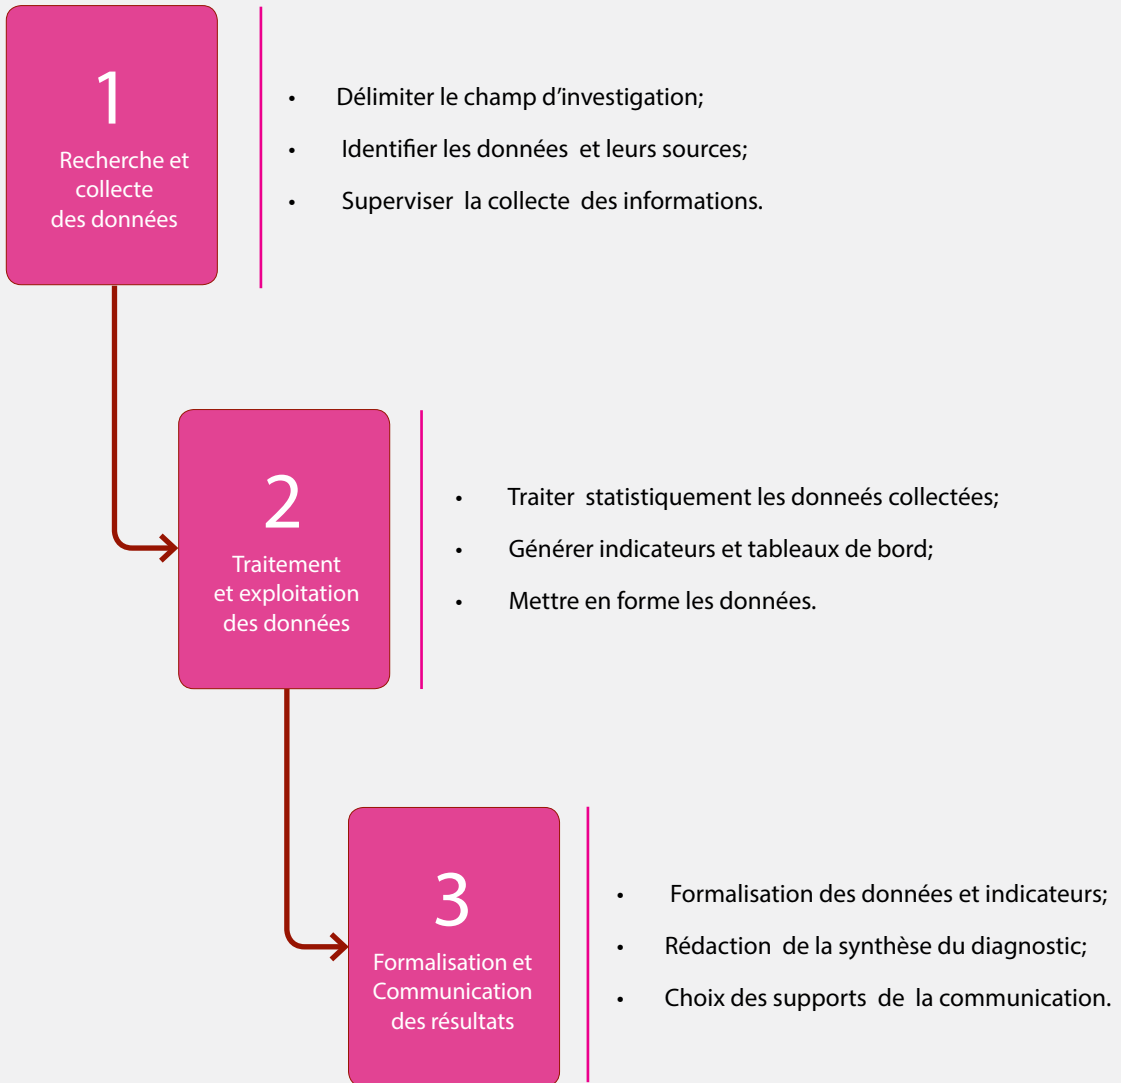 1
Recherche et
collecte
des données
• Délimiter le champ d’investigation;
• Identifier les données et leurs sources;
• Superviser la collecte des informations.
2
Traitement
et exploitation
des données
• Traiter statistiquement les donneés collectées;
• Générer indicateurs et tableaux de bord;
• Mettre en forme les données.
3
Formalisation et
Communication
des résultats
• Formalisation des données et indicateurs;
• Rédaction de la synthèse du diagnostic;
• Choix des supports de la communication.